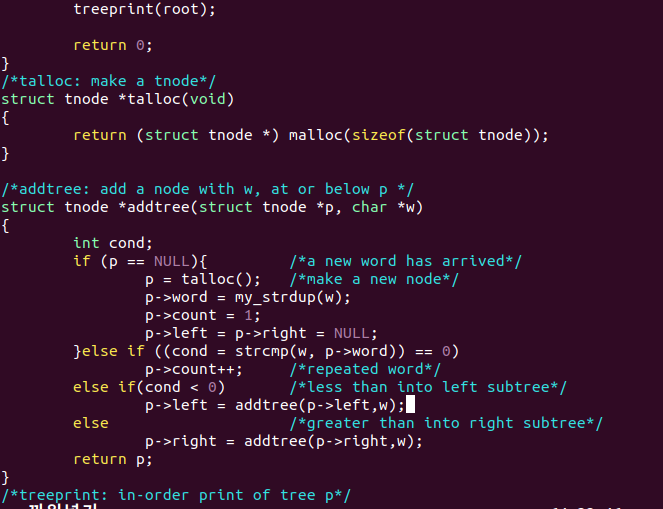 treeprint(root);
return 0;
}
/*talloc: make a tnode*/
struct tnode *talloc(void)
{
return (struct tnode *) malloc(sizeof(struct tnode));
}
/*addtree: add a node with w, at or below p */
struct tnode *addtree(struct tnode *p, char *w)
{
int cond;
if (p == NULL){ /*a new word has arrived*/
p = talloc(); /*make a new node*/
p->word = my_strdup(w);
p->count = 1;
p->left = p->right = NULL;
}else if ((cond = strcmp(w, p->word)) == 0)
p->count++; /*repeated word*/
else if(cond < 0) /*less than into left subtree*/
p->left = addtree(p->left,w);
else /*greater than into right subtree*/
p->right = addtree(p->right,w);
return p;
}
/*treeprint: in-order print of tree p*/